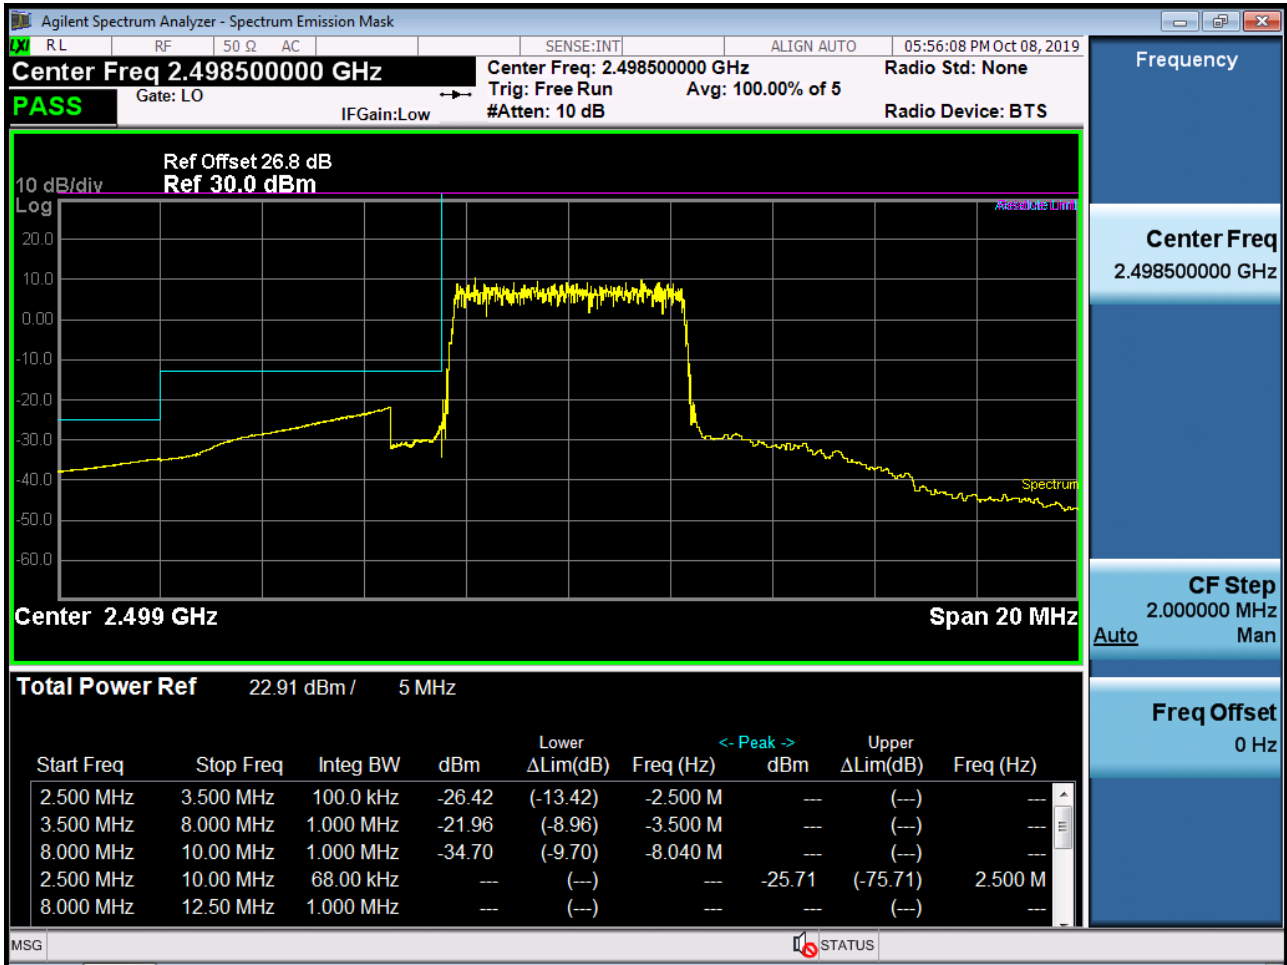 Agilent Spectrum Analyzer - Spectrum Emission Mask
LXI RL RF 50 Ω AC SENSE:INT ALIGN AUTO 05:56:08 PM Oct 08, 2019
Center Freq 2.498500000 GHz
Center Freq: 2.498500000 GHz
Radio Std: None
PASS
Gate: LO
Trig: Free Run
Avg: 100.00% of 5
IFGain:Low
#Atten: 10 dB
Radio Device: BTS
Ref Offset 26.8 dB
10 dB/div
Ref 30.0 dBm
Log
Absolute Limit
20.0
10.0
0.00
-10.0
-20.0
-30.0
-40.0
Spectrum
-50.0
-60.0
Center 2.499 GHz
Span 20 MHz
Total Power Ref 22.91 dBm / 5 MHz
Lower <- Peak -> Upper
Start Freq Stop Freq Integ BW dBm ΔLim(dB) Freq (Hz) dBm ΔLim(dB) Freq (Hz)
2.500 MHz 3.500 MHz 100.0 kHz -26.42 (-13.42) -2.500 M --- (---) ---
3.500 MHz 8.000 MHz 1.000 MHz -21.96 (-8.96) -3.500 M --- (---) ---
8.000 MHz 10.00 MHz 1.000 MHz -34.70 (-9.70) -8.040 M --- (---) ---
2.500 MHz 10.00 MHz 68.00 kHz --- (---) --- -25.71 (-75.71) 2.500 M
8.000 MHz 12.50 MHz 1.000 MHz --- (---) --- --- (---) ---
MSG
STATUS
Frequency
Center Freq
2.498500000 GHz
CF Step
2.000000 MHz
Auto Man
Freq Offset
0 Hz